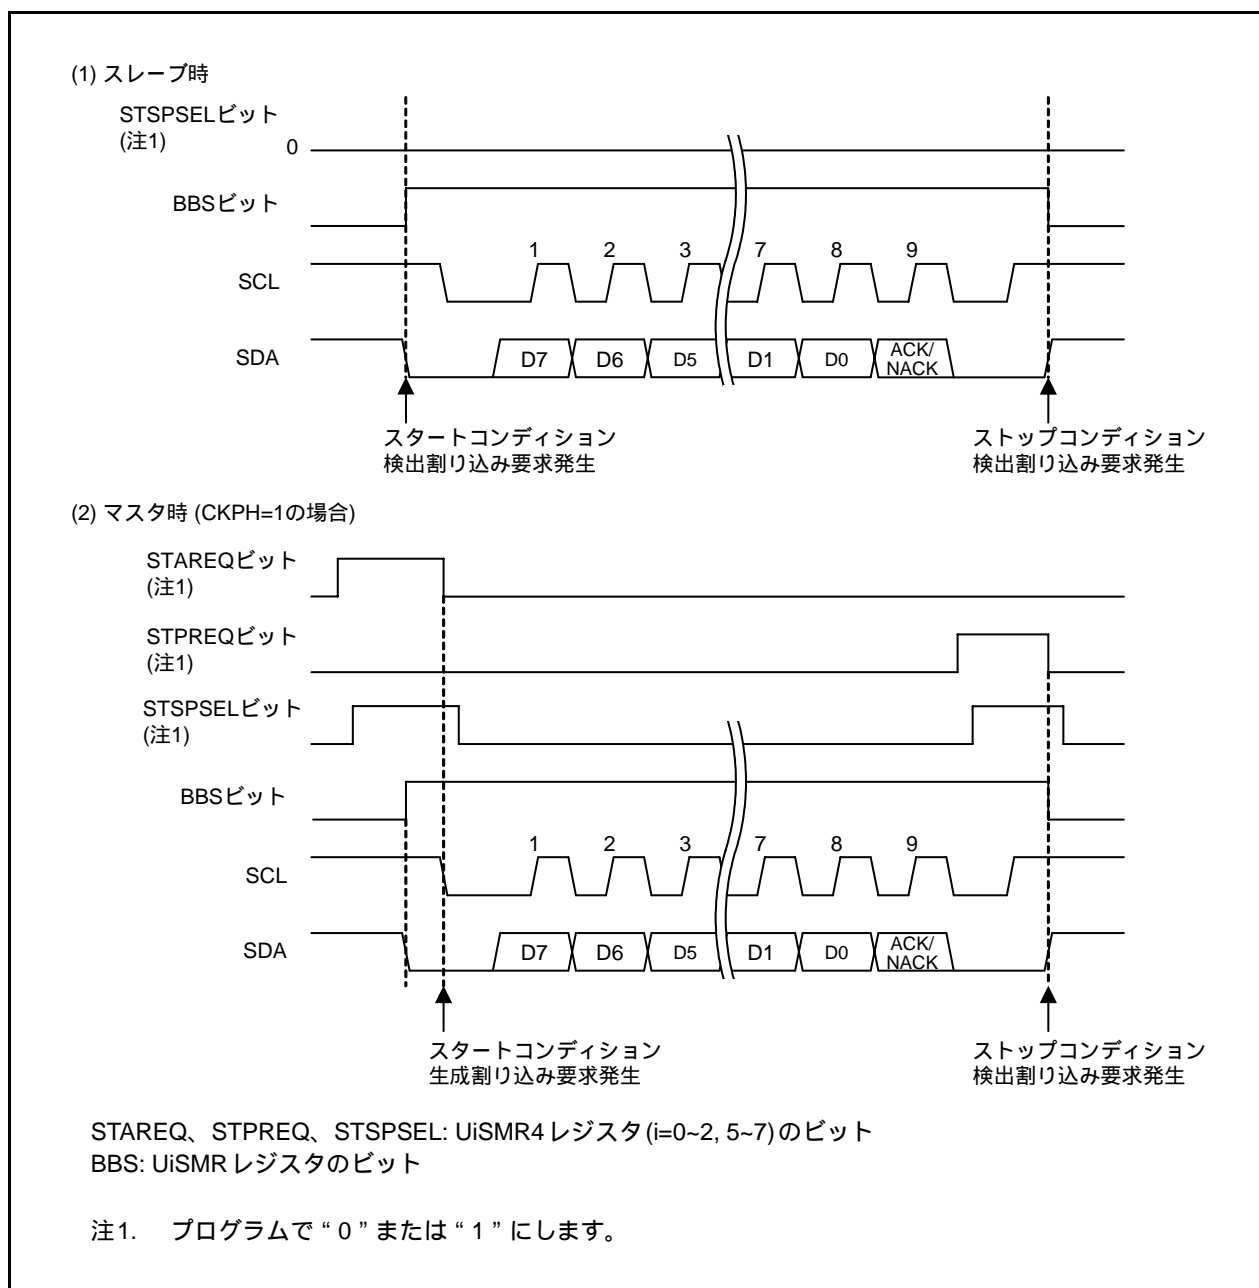 (1) スレーブ時
STSPSELビット
(注1)
0
BBSビット
1 2 3 7 8 9
SCL
SDA
D7 D6 D5 D1 D0 ACK/
NACK
スタートコンディション
検出割り込み要求発生
ストップコンディション
検出割り込み要求発生
(2) マスタ時 (CKPH=1の場合)
STAREQビット
(注1)
STPREQビット
(注1)
STSPSELビット
(注1)
BBSビット
1 2 3 7 8 9
SCL
SDA
D7 D6 D5 D1 D0 ACK/
NACK
スタートコンディション
生成割り込み要求発生
ストップコンディション
検出割り込み要求発生
STAREQ、STPREQ、STSPSEL: UiSMR4レジスタ(i=0~2, 5~7)のビット
BBS: UiSMRレジスタのビット
注1. プログラムで“0”または“1”にします。